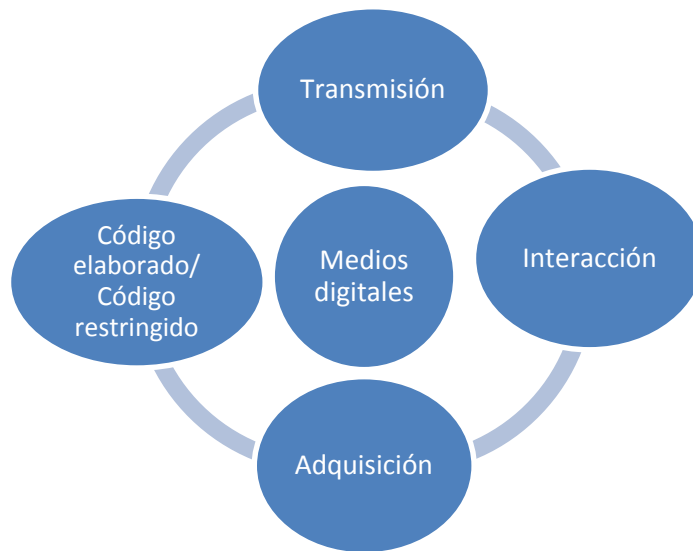 Transmisión
Interacción
Adquisición
Código
elaborado/
Código
restringido
Medios
digitales